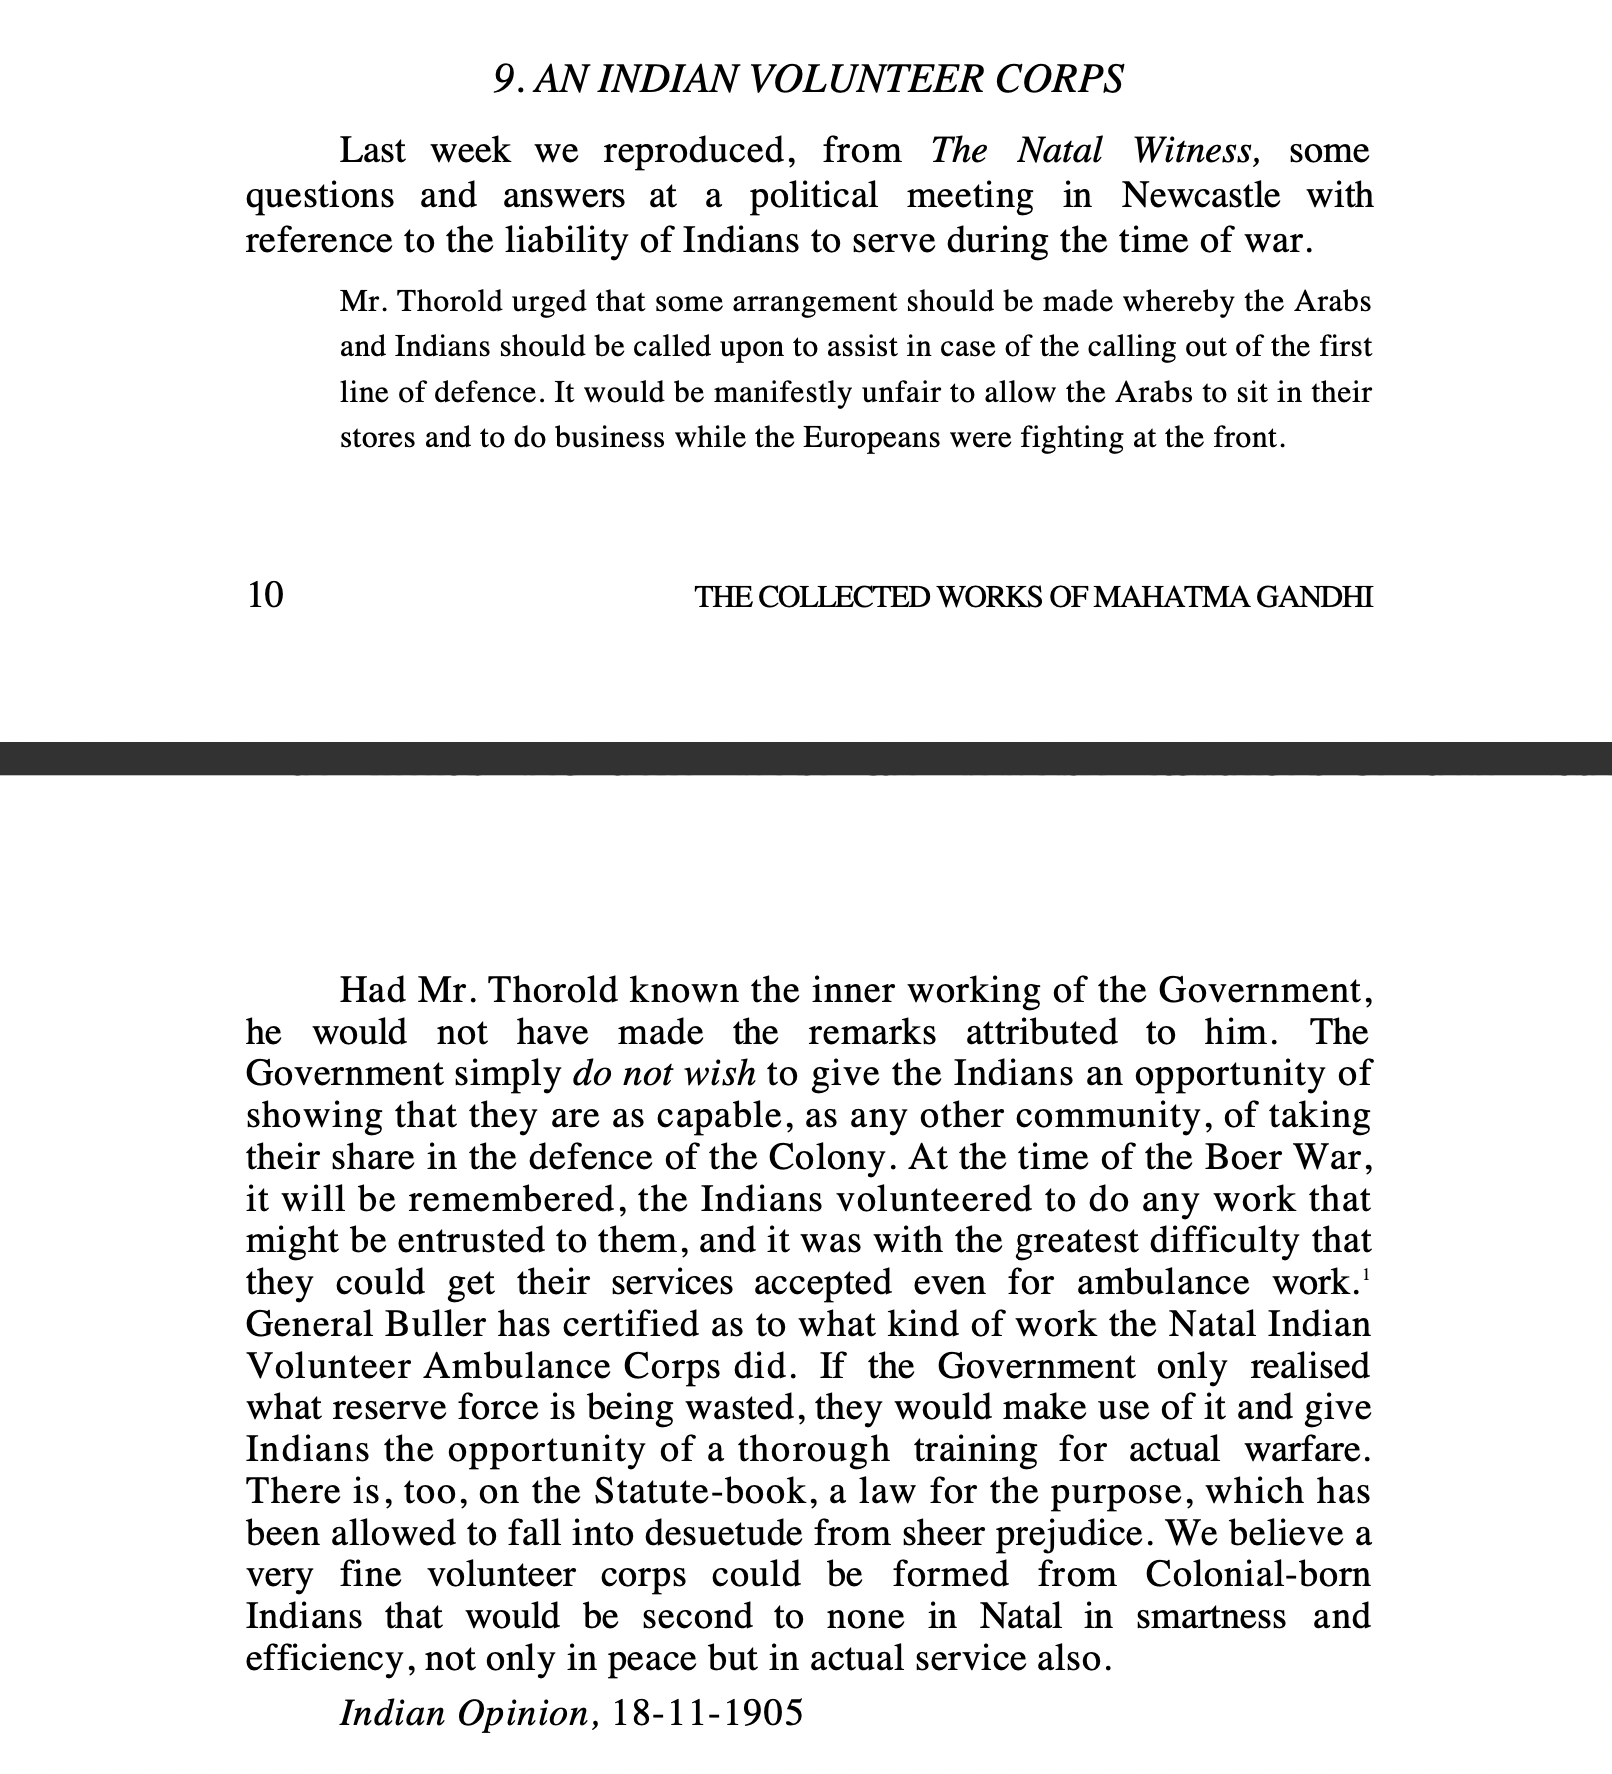 9. AN INDIAN VOLUNTEER CORPS
Last week we reproduced, from The Natal Witness, some
questions and answers at a political meeting in Newcastle with
reference to the liability of Indians to serve during the time of war.
Mr. Thorold urged that some arrangement should be made whereby the Arabs
and Indians should be called upon to assist in case of the calling out of the first
line of defence. It would be manifestly unfair to allow the Arabs to sit in their
stores and to do business while the Europeans were fighting at the front.
10 THE COLLECTED WORKS OF MAHATMA GANDHI
Had Mr. Thorold known the inner working of the Government,
he would not have made the remarks attributed to him. The
Government simply do not wish to give the Indians an opportunity of
showing that they are as capable, as any other community, of taking
their share in the defence of the Colony. At the time of the Boer War,
it will be remembered, the Indians volunteered to do any work that
might be entrusted to them, and it was with the greatest difficulty that
they could get their services accepted even for ambulance work.1
General Buller has certified as to what kind of work the Natal Indian
Volunteer Ambulance Corps did. If the Government only realised
what reserve force is being wasted, they would make use of it and give
Indians the opportunity of a thorough training for actual warfare.
There is, too, on the Statute-book, a law for the purpose, which has
been allowed to fall into desuetude from sheer prejudice. We believe a
very fine volunteer corps could be formed from Colonial-born
Indians that would be second to none in Natal in smartness and
efficiency, not only in peace but in actual service also.
Indian Opinion, 18-11-1905